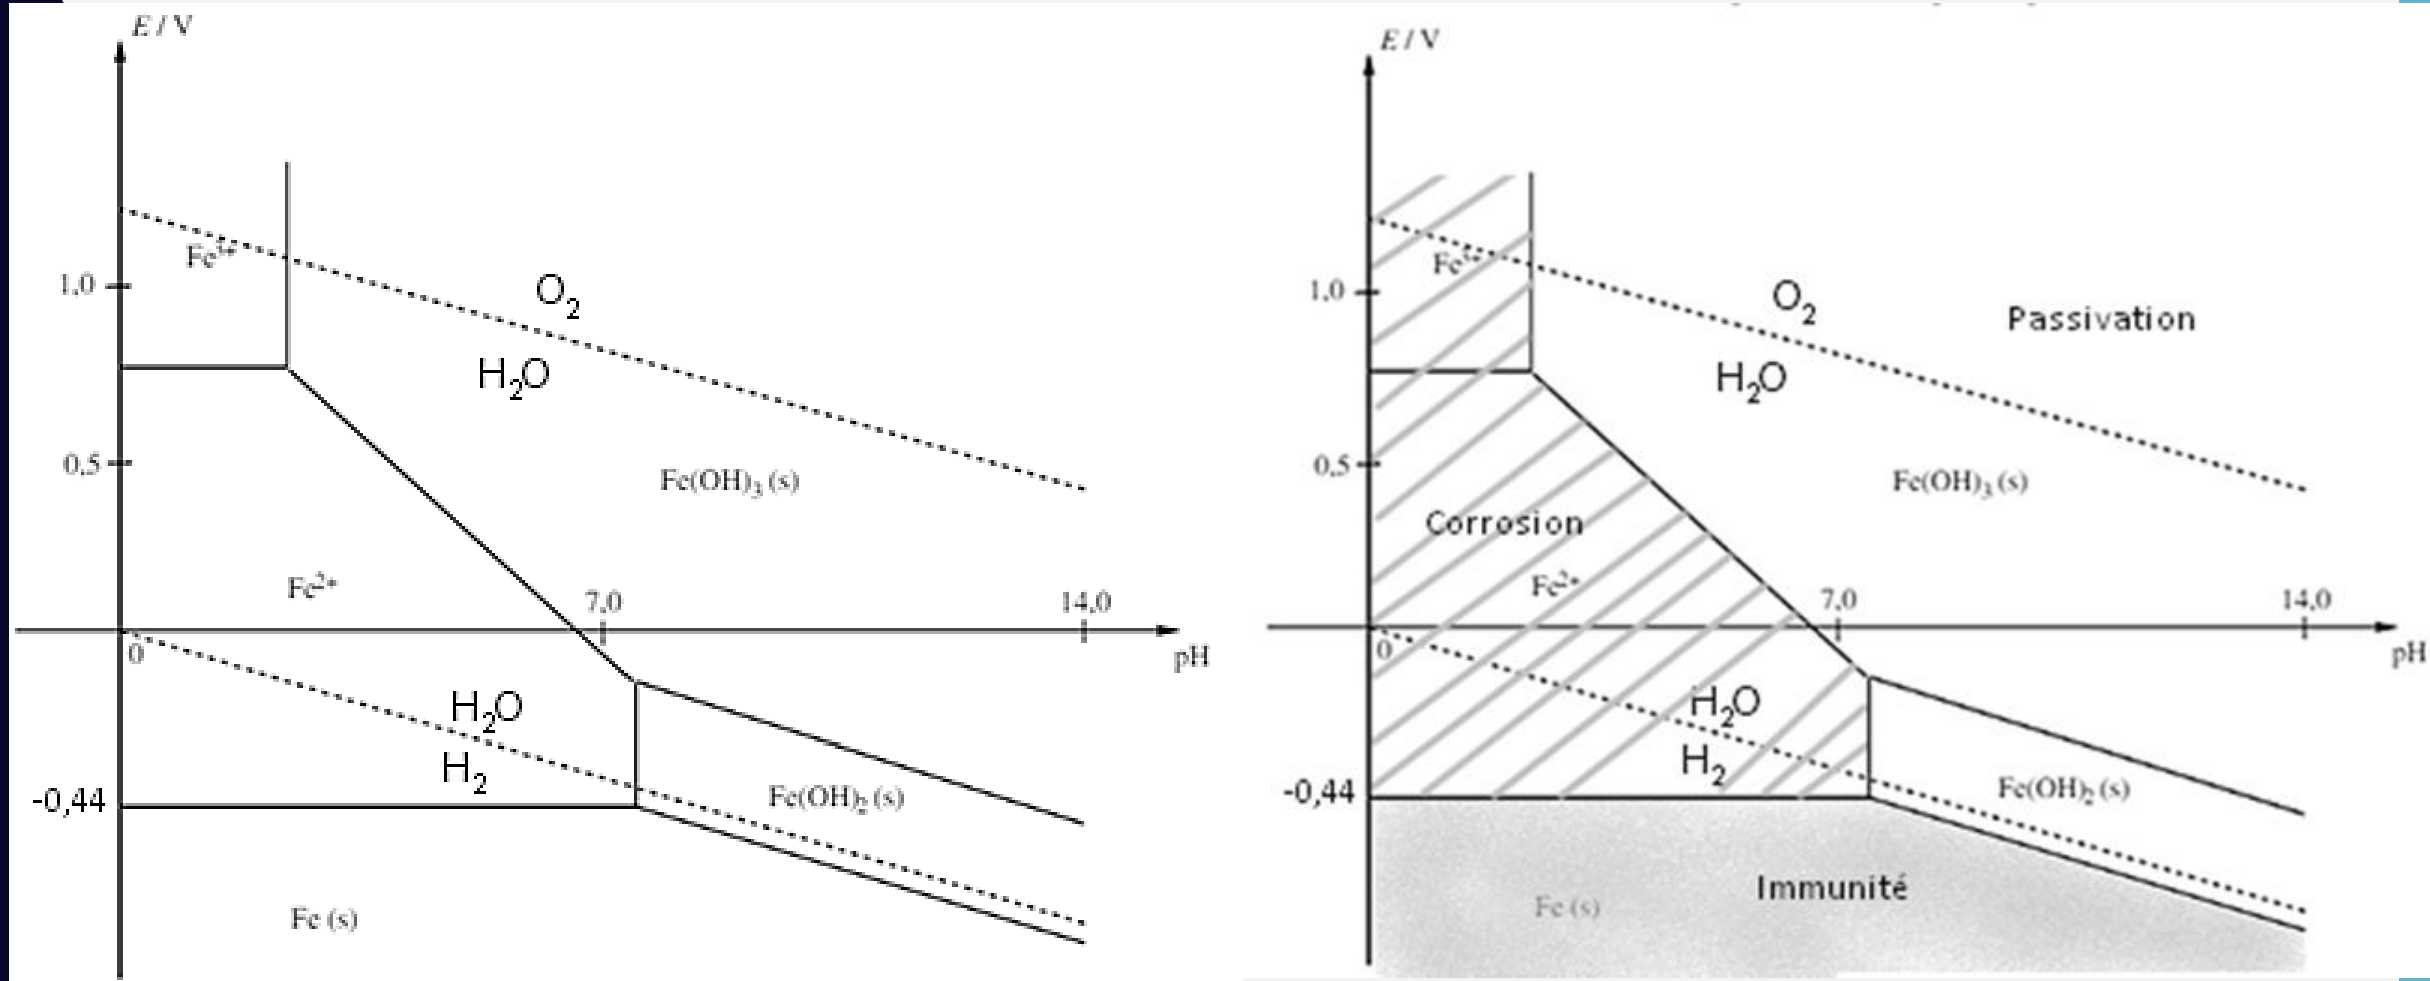 E / V
Fe³⁺
1,0
O₂
H₂O
0,5
Fe(OH)₃ (s)
Fe²⁺
7,0
14,0
0
pH
H₂O
H₂
-0,44
Fe(OH)₂ (s)
Fe (s)
E / V
Fe³⁺
1,0
O₂
Passivation
H₂O
0,5
Fe(OH)₃ (s)
Corrosion
Fe²⁺
7,0
14,0
0
pH
H₂O
H₂
-0,44
Fe(OH)₂ (s)
Immunité
Fe (s)